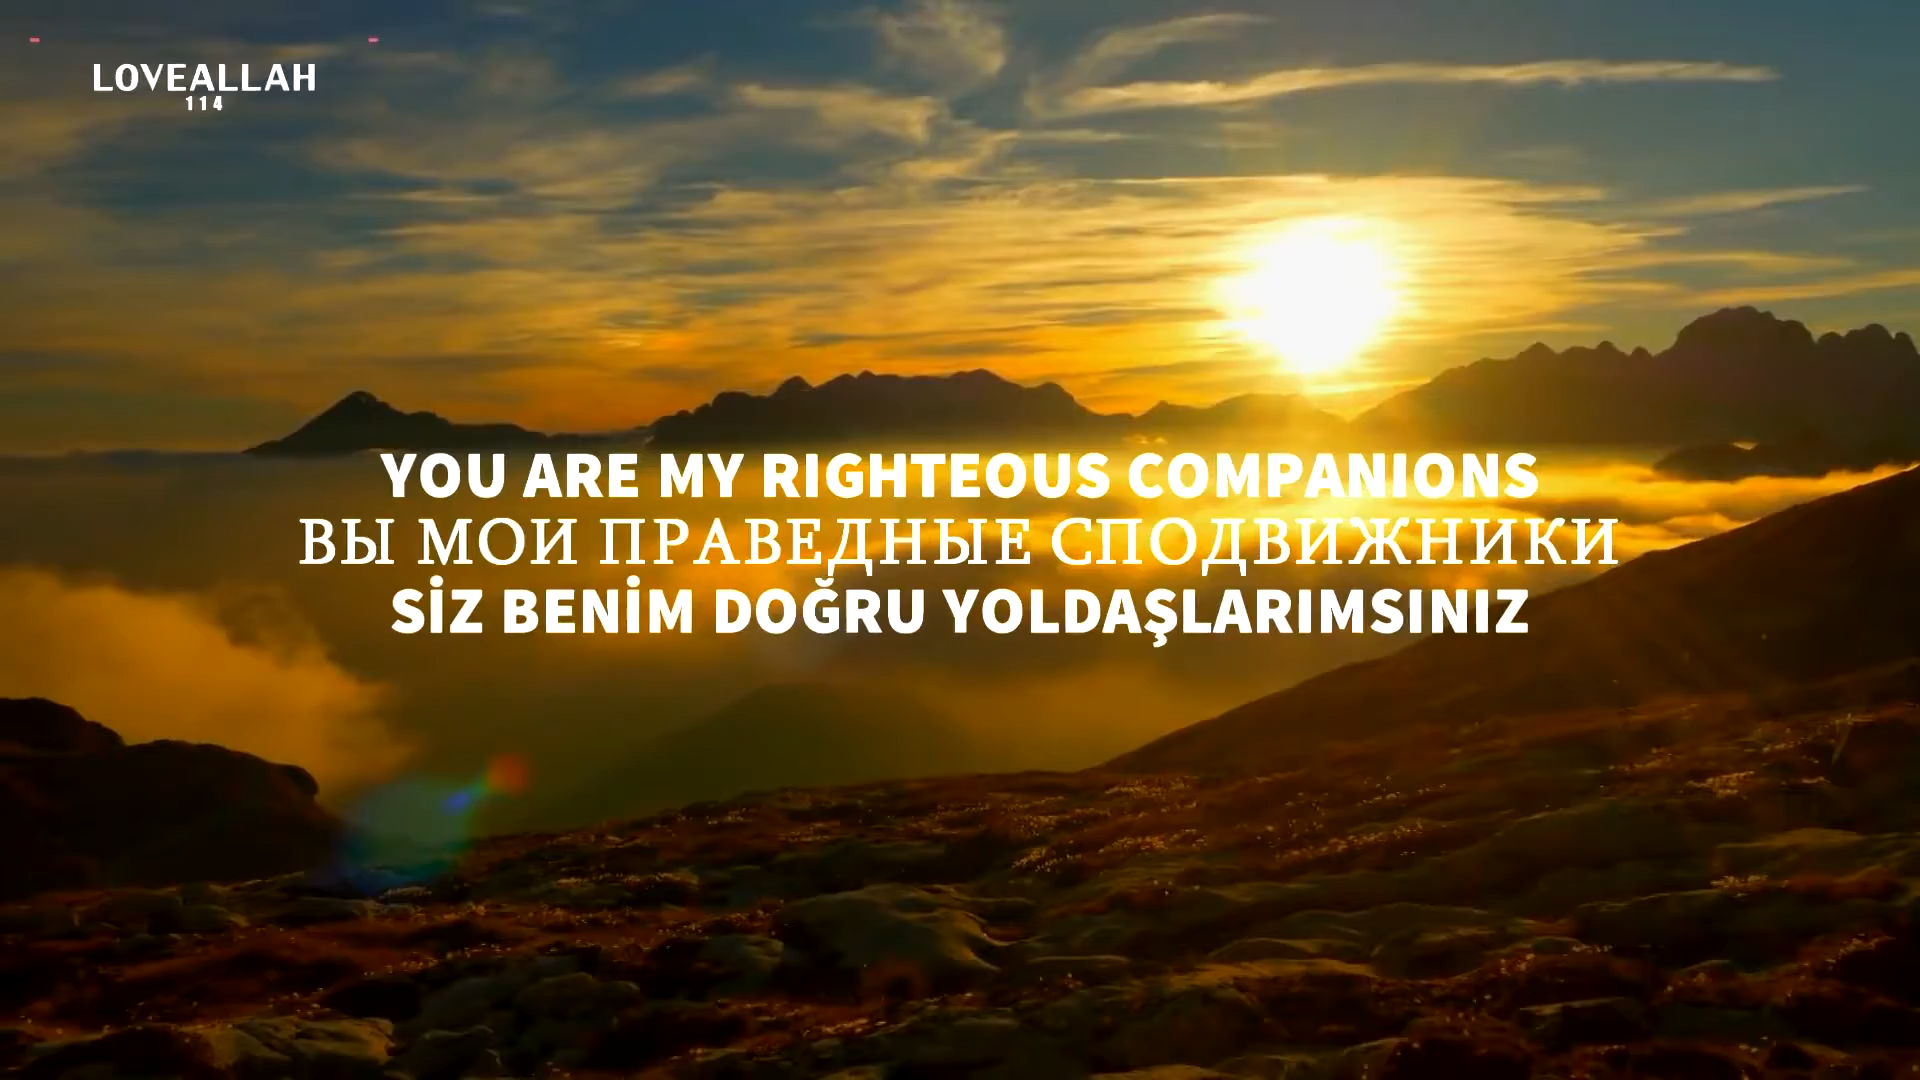 LOVEALLAH
114
YOU ARE MY RIGHTEOUS COMPANIONS
ВЫ МОИ ПРАВЕДНЫЕ СПОДВИЖНИКИ
SİZ BENİM DOĞRU YOLDAŞLARIMSINIZ